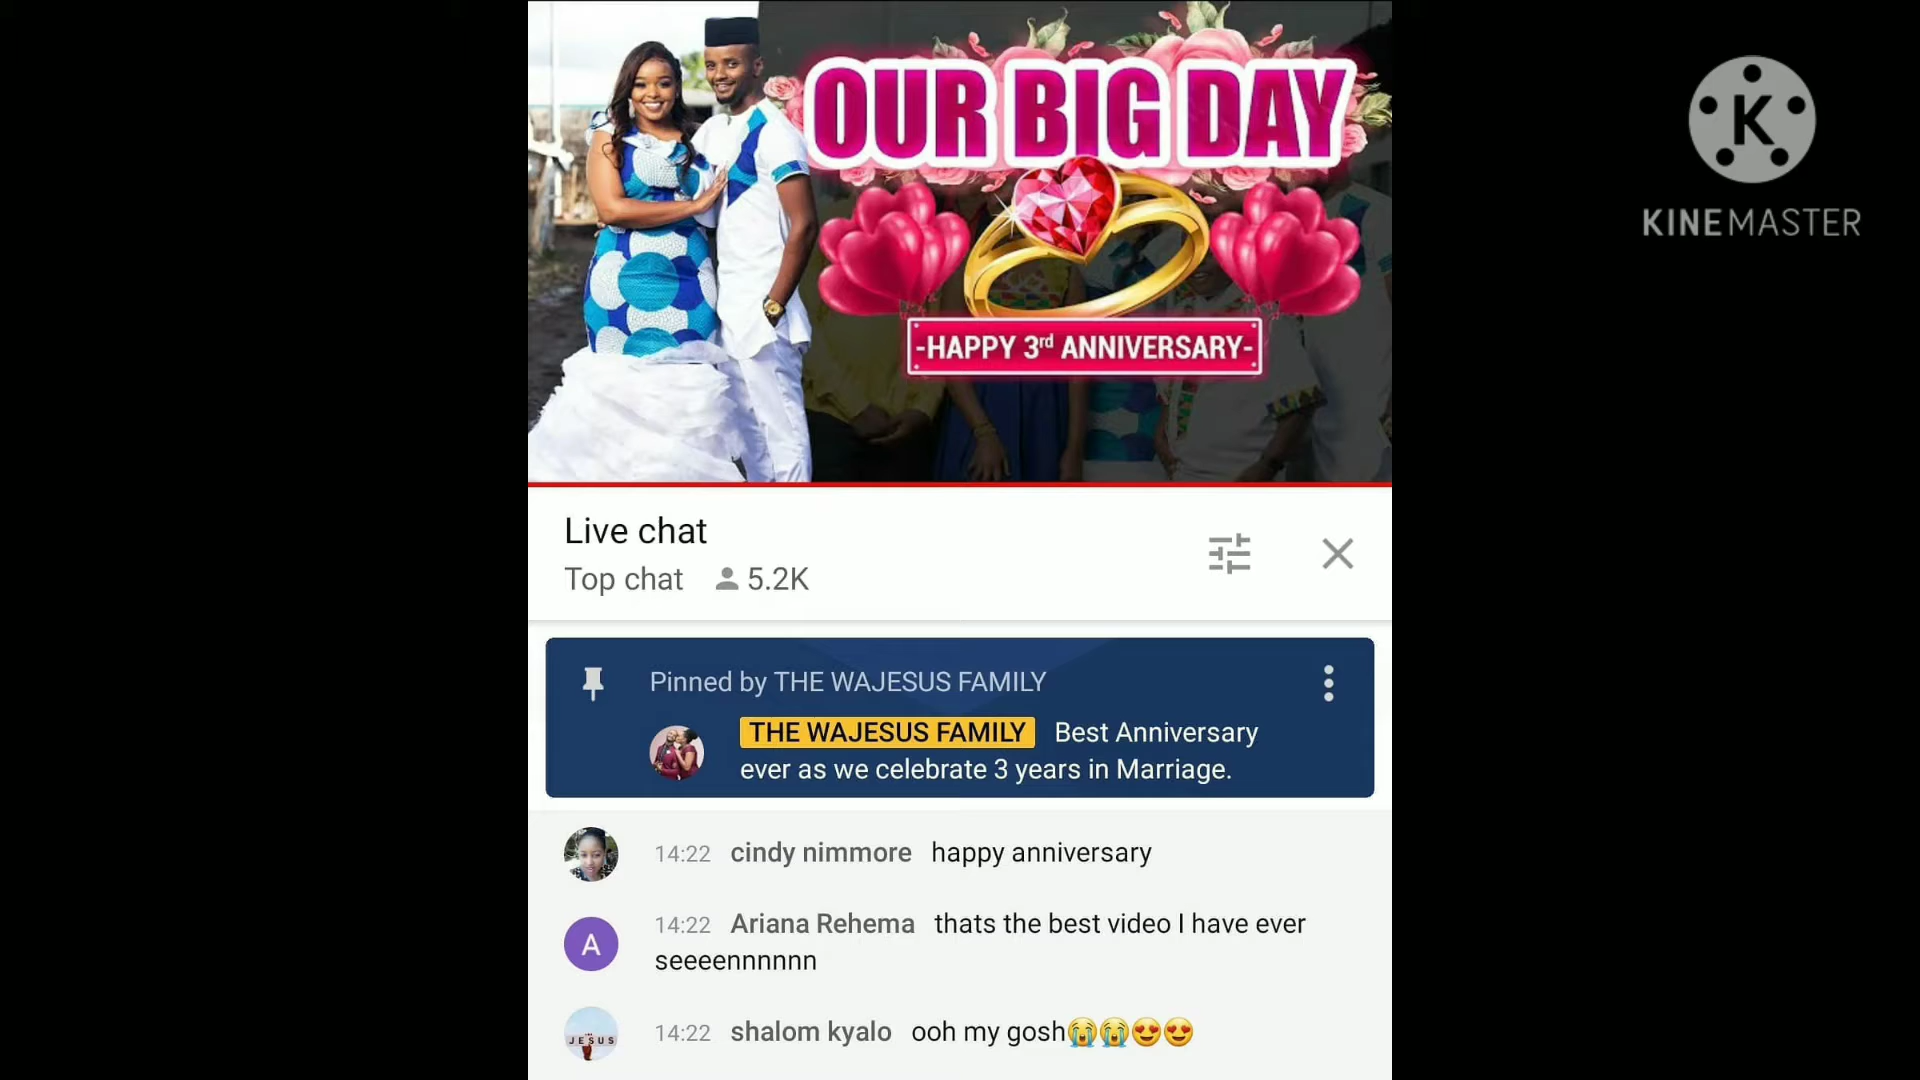 OUR BIG DAY
-HAPPY 3rd ANNIVERSARY-
K
KINEMASTER
Live chat
Top chat 5.2K
Pinned by THE WAJESUS FAMILY
THE WAJESUS FAMILY Best Anniversary
ever as we celebrate 3 years in Marriage.
14:22 cindy nimmore happy anniversary
A
14:22 Ariana Rehema thats the best video I have ever
seeeennnnnn
JESUS
14:22 shalom kyalo ooh my gosh😭😭😍😍